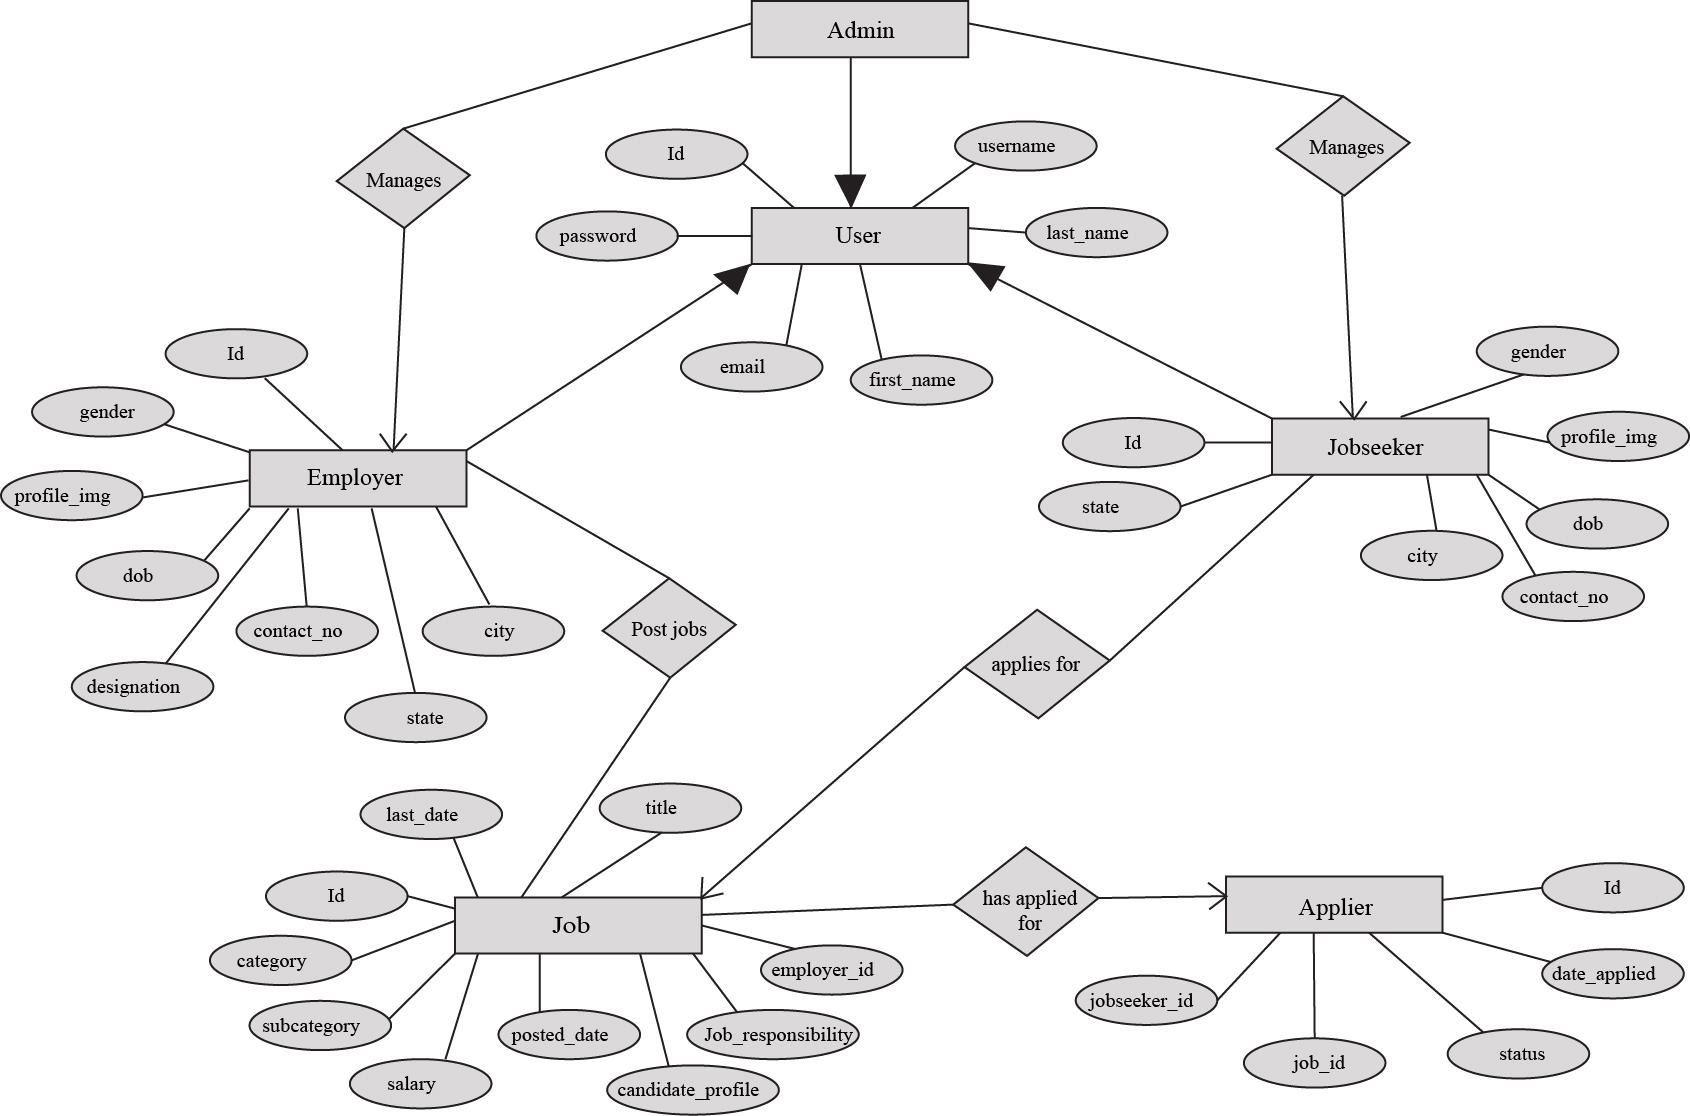 Admin
Manages
Manages
Id
username
password
User
last_name
email
first_name
Id
gender
profile_img
Employer
dob
designation
contact_no
state
city
gender
Id
Jobseeker
profile_img
state
city
dob
contact_no
Post jobs
applies for
last_date
title
Id
Job
category
subcategory
salary
posted_date
candidate_profile
Job_responsibility
employer_id
has applied
for
Applier
Id
date_applied
jobseeker_id
job_id
status